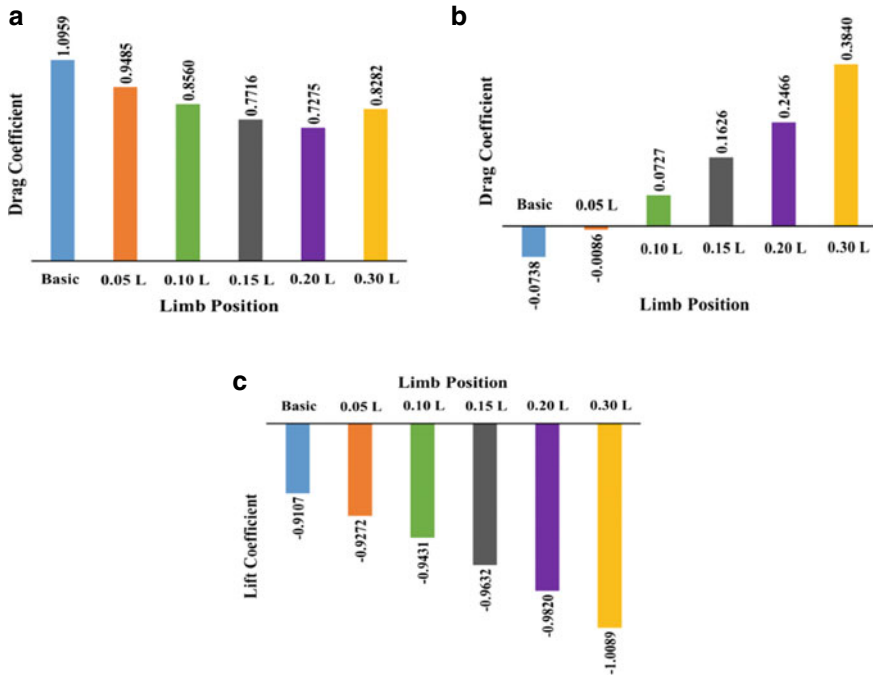 a
Drag Coefficient
1.0959
0.9485
0.8560
0.7716
0.7275
0.8282
Basic 0.05 L 0.10 L 0.15 L 0.20 L 0.30 L
Limb Position
b
Drag Coefficient
Basic 0.05 L
-0.0738
-0.0086
0.0727
0.1626
0.2466
0.3840
0.10 L 0.15 L 0.20 L 0.30 L
Limb Position
c
Limb Position
Basic 0.05 L 0.10 L 0.15 L 0.20 L 0.30 L
Lift Coefficient
-0.9107
-0.9272
-0.9431
-0.9632
-0.9820
-1.0089